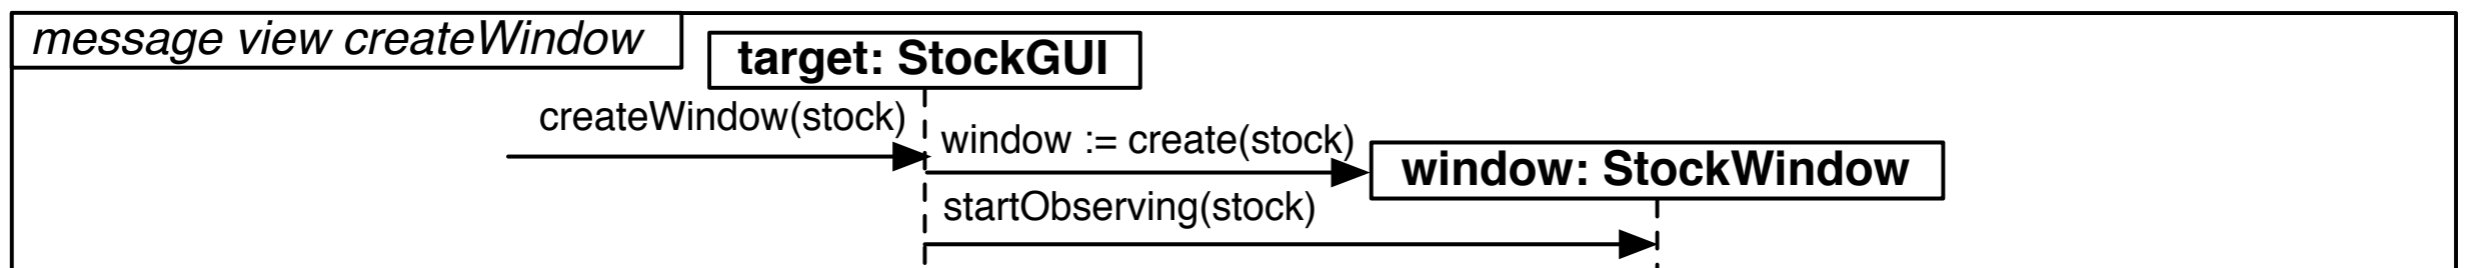 message view createWindow
target: StockGUI
createWindow(stock)
window := create(stock)
window: StockWindow
startObserving(stock)